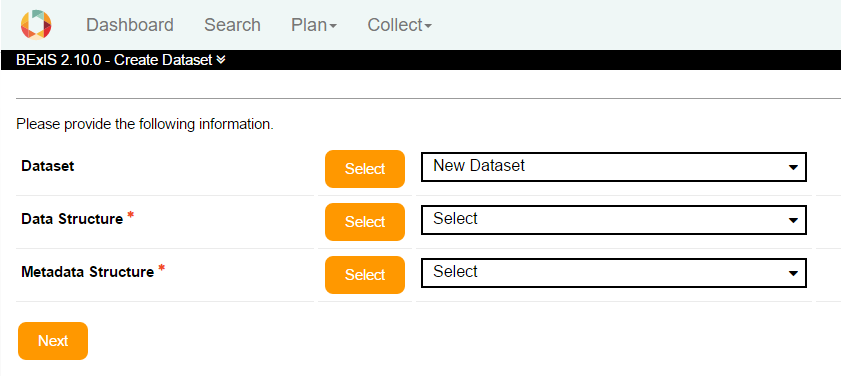 Dashboard Search Plan Collect
BExIS 2.10.0 - Create Dataset
Please provide the following information.
Dataset Select New Dataset
Data Structure * Select Select
Metadata Structure * Select Select
Next